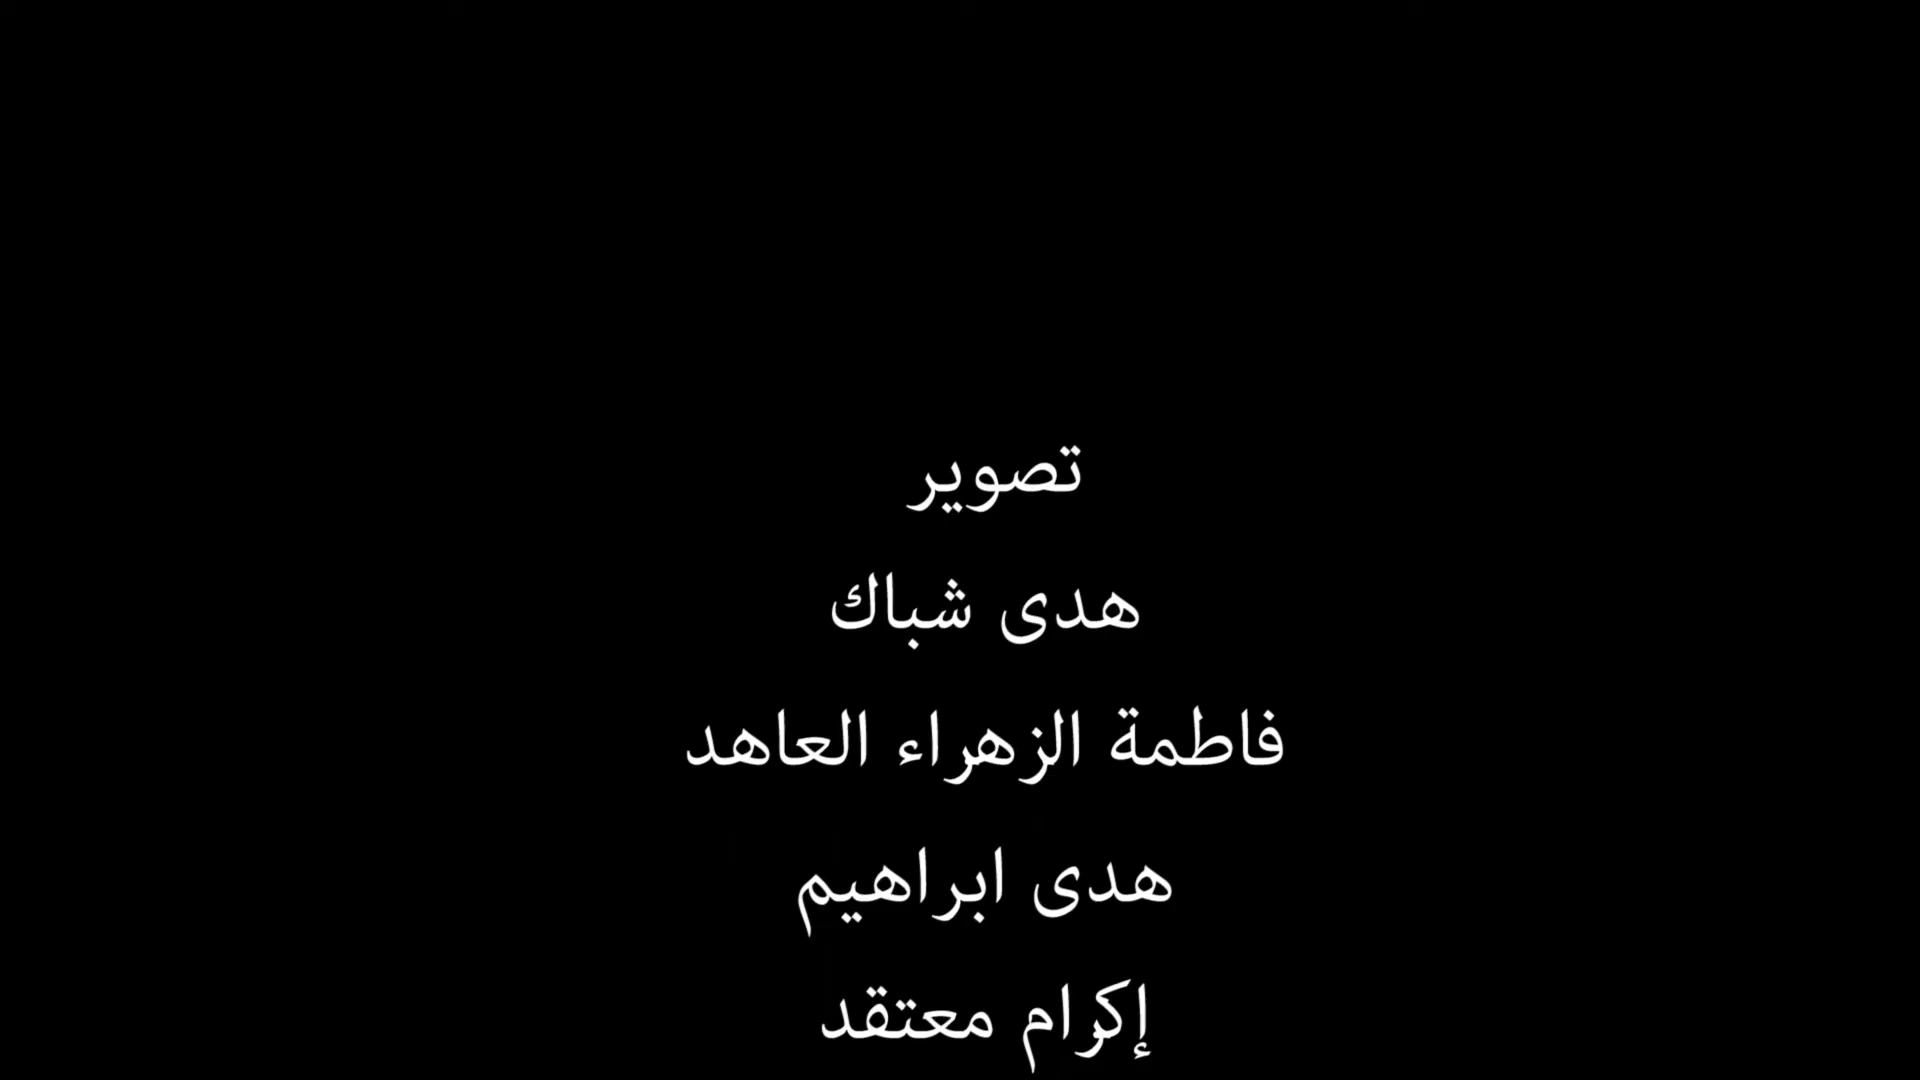 تصوير
هدى شباك
فاطمة الزهراء العاهد
هدى ابراهيم
إكرام معتقد